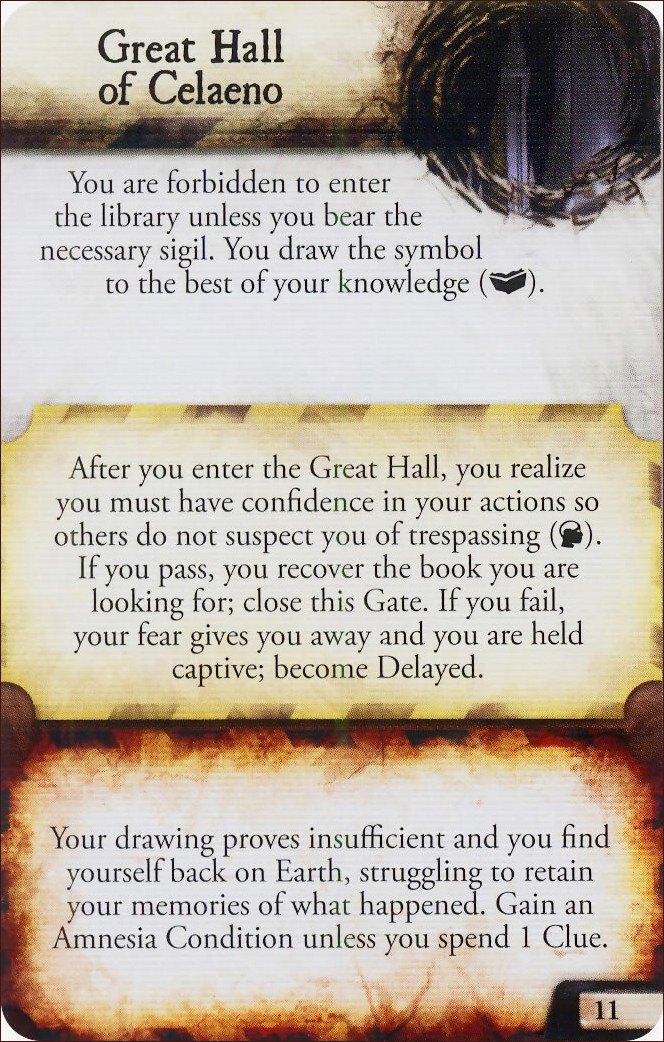 Great Hall
of Celaeno
You are forbidden to enter
the library unless you bear the
necessary sigil. You draw the symbol
to the best of your knowledge ( ).
After you enter the Great Hall, you realize
you must have confidence in your actions so
others do not suspect you of trespassing ( ).
If you pass, you recover the book you are
looking for; close this Gate. If you fail,
your fear gives you away and you are held
captive; become Delayed.
Your drawing proves insufficient and you find
yourself back on Earth, struggling to retain
your memories of what happened. Gain an
Amnesia Condition unless you spend 1 Clue.
11